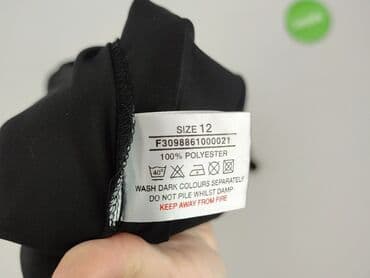 SIZE 12
F3098861000021
100% POLYESTER
40°
WASH DARK COLOURS SEPARATELY
DO NOT PILE WHILST DAMP
KEEP AWAY FROM FIRE